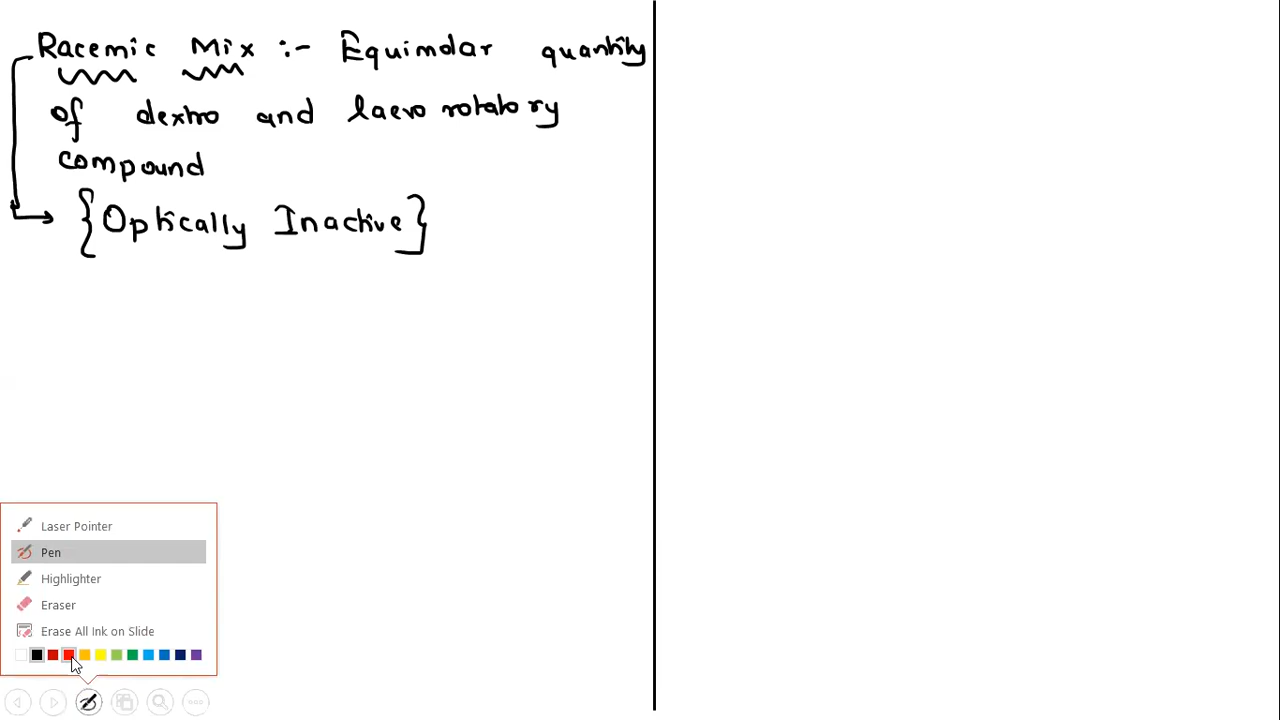 Racemic Mix :- Equimolar quantity
of dextro and laevo rotatory
compound
{Optically Inactive}
Laser Pointer
Pen
Highlighter
Eraser
Erase All Ink on Slide